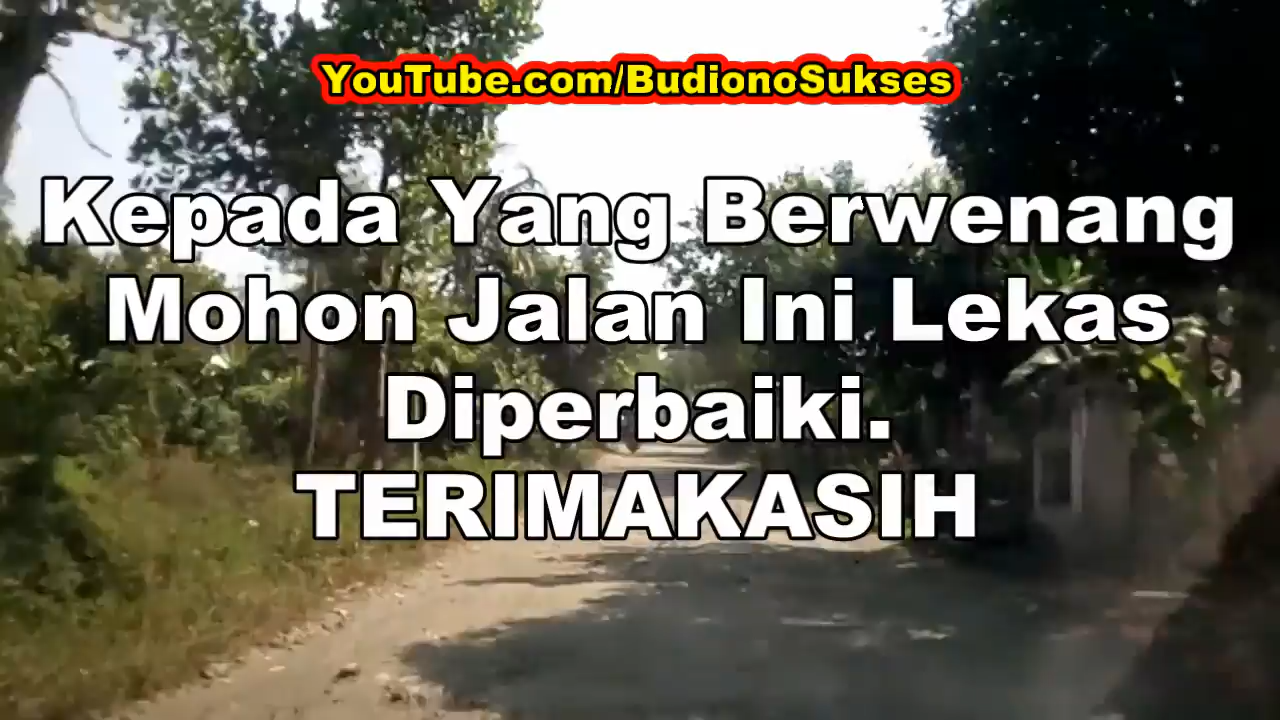 YouTube.com/BudionoSukses
Kepada Yang Berwenang
Mohon Jalan Ini Lekas
Diperbaiki.
TERIMAKASIH